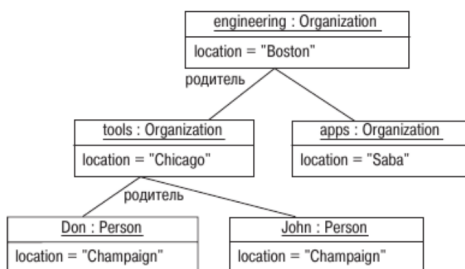 engineering : Organization
location = "Boston"
родитель
tools : Organization
apps : Organization
location = "Chicago"
location = "Saba"
родитель
Don : Person
John : Person
location = "Champaign"
location = "Champaign"